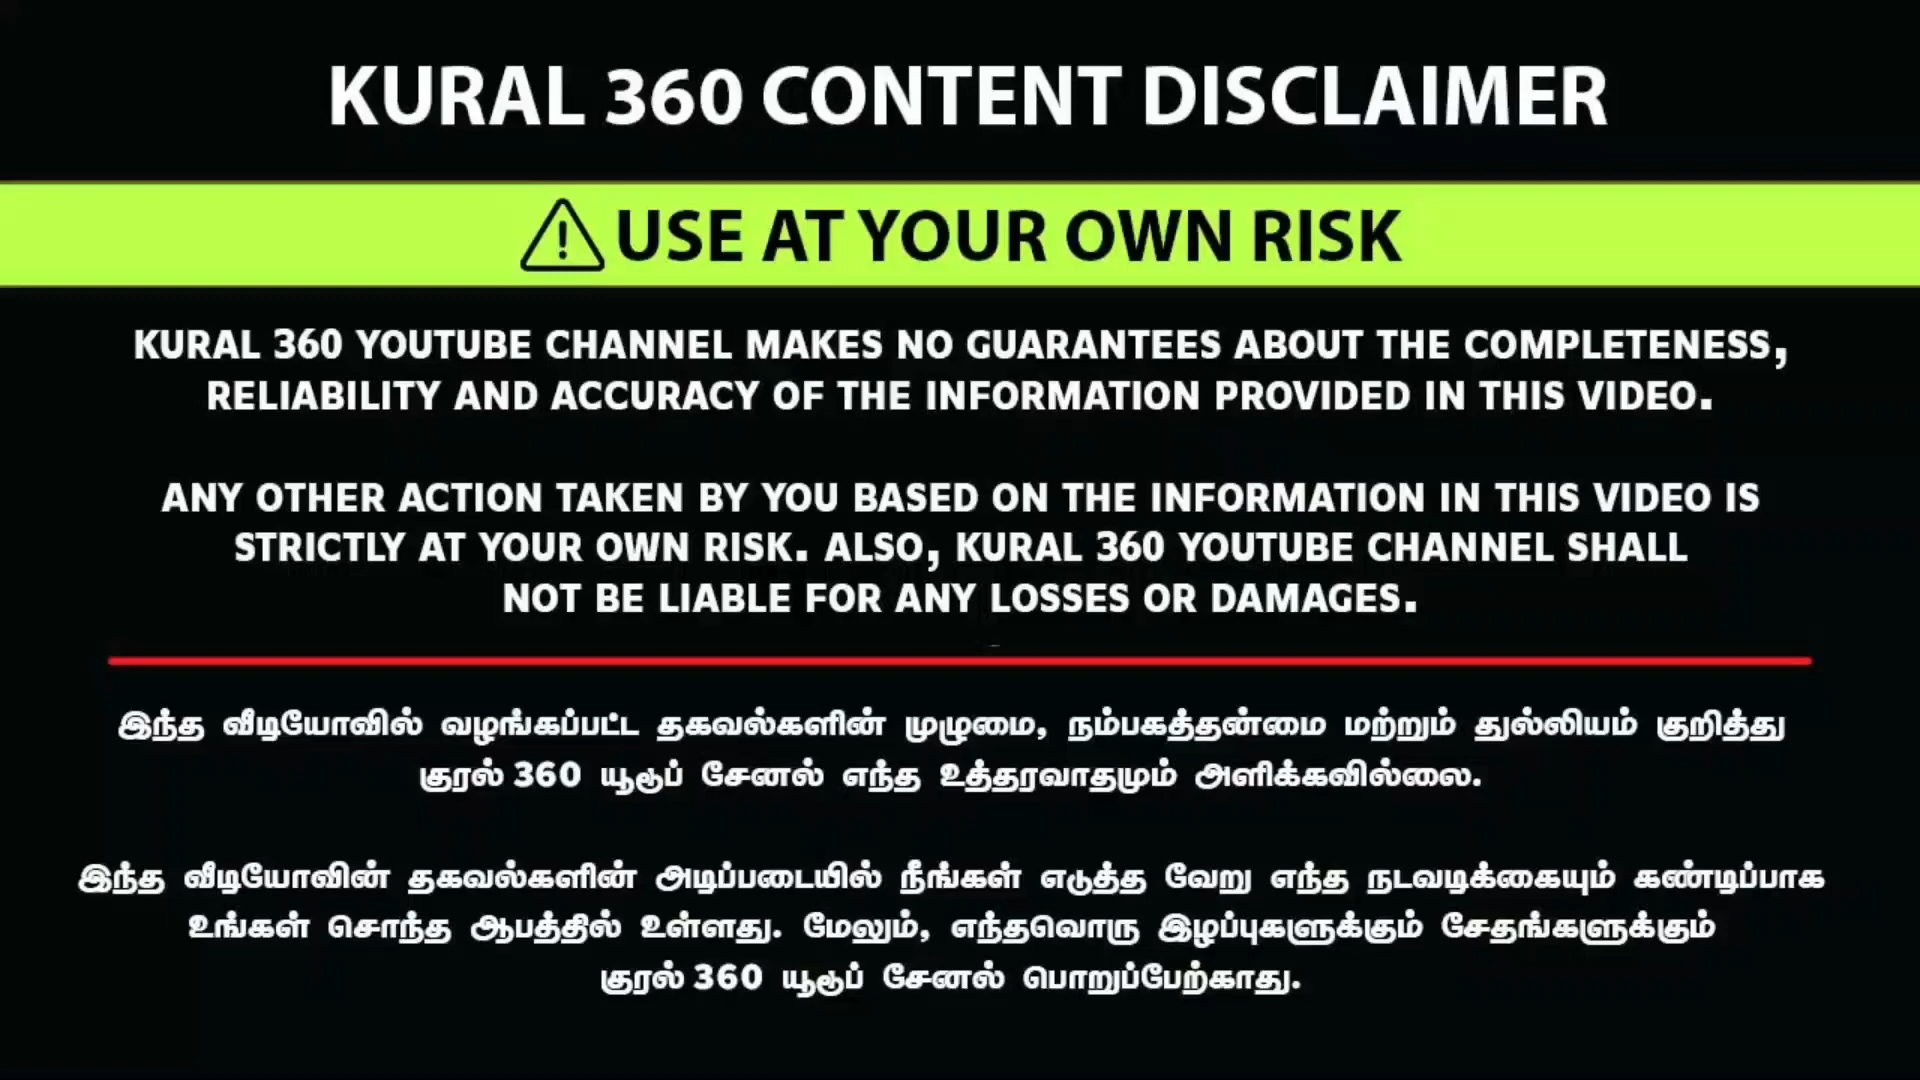 KURAL 360 CONTENT DISCLAIMER
USE AT YOUR OWN RISK
KURAL 360 YOUTUBE CHANNEL MAKES NO GUARANTEES ABOUT THE COMPLETENESS,
RELIABILITY AND ACCURACY OF THE INFORMATION PROVIDED IN THIS VIDEO.
ANY OTHER ACTION TAKEN BY YOU BASED ON THE INFORMATION IN THIS VIDEO IS
STRICTLY AT YOUR OWN RISK. ALSO, KURAL 360 YOUTUBE CHANNEL SHALL
NOT BE LIABLE FOR ANY LOSSES OR DAMAGES.
இந்த வீடியோவில் வழங்கப்பட்ட தகவல்களின் முழுமை, நம்பகத்தன்மை மற்றும் துல்லியம் குறித்து
குரல் 360 யூடூப் சேனல் எந்த உத்தரவாதமும் அளிக்கவில்லை.
இந்த வீடியோவின் தகவல்களின் அடிப்படையில் நீங்கள் எடுத்த வேறு எந்த நடவடிக்கையும் கண்டிப்பாக
உங்கள் சொந்த ஆபத்தில் உள்ளது. மேலும், எந்தவொரு இழப்புகளுக்கும் சேதங்களுக்கும்
குரல் 360 யூடூப் சேனல் பொறுப்பேற்காது.